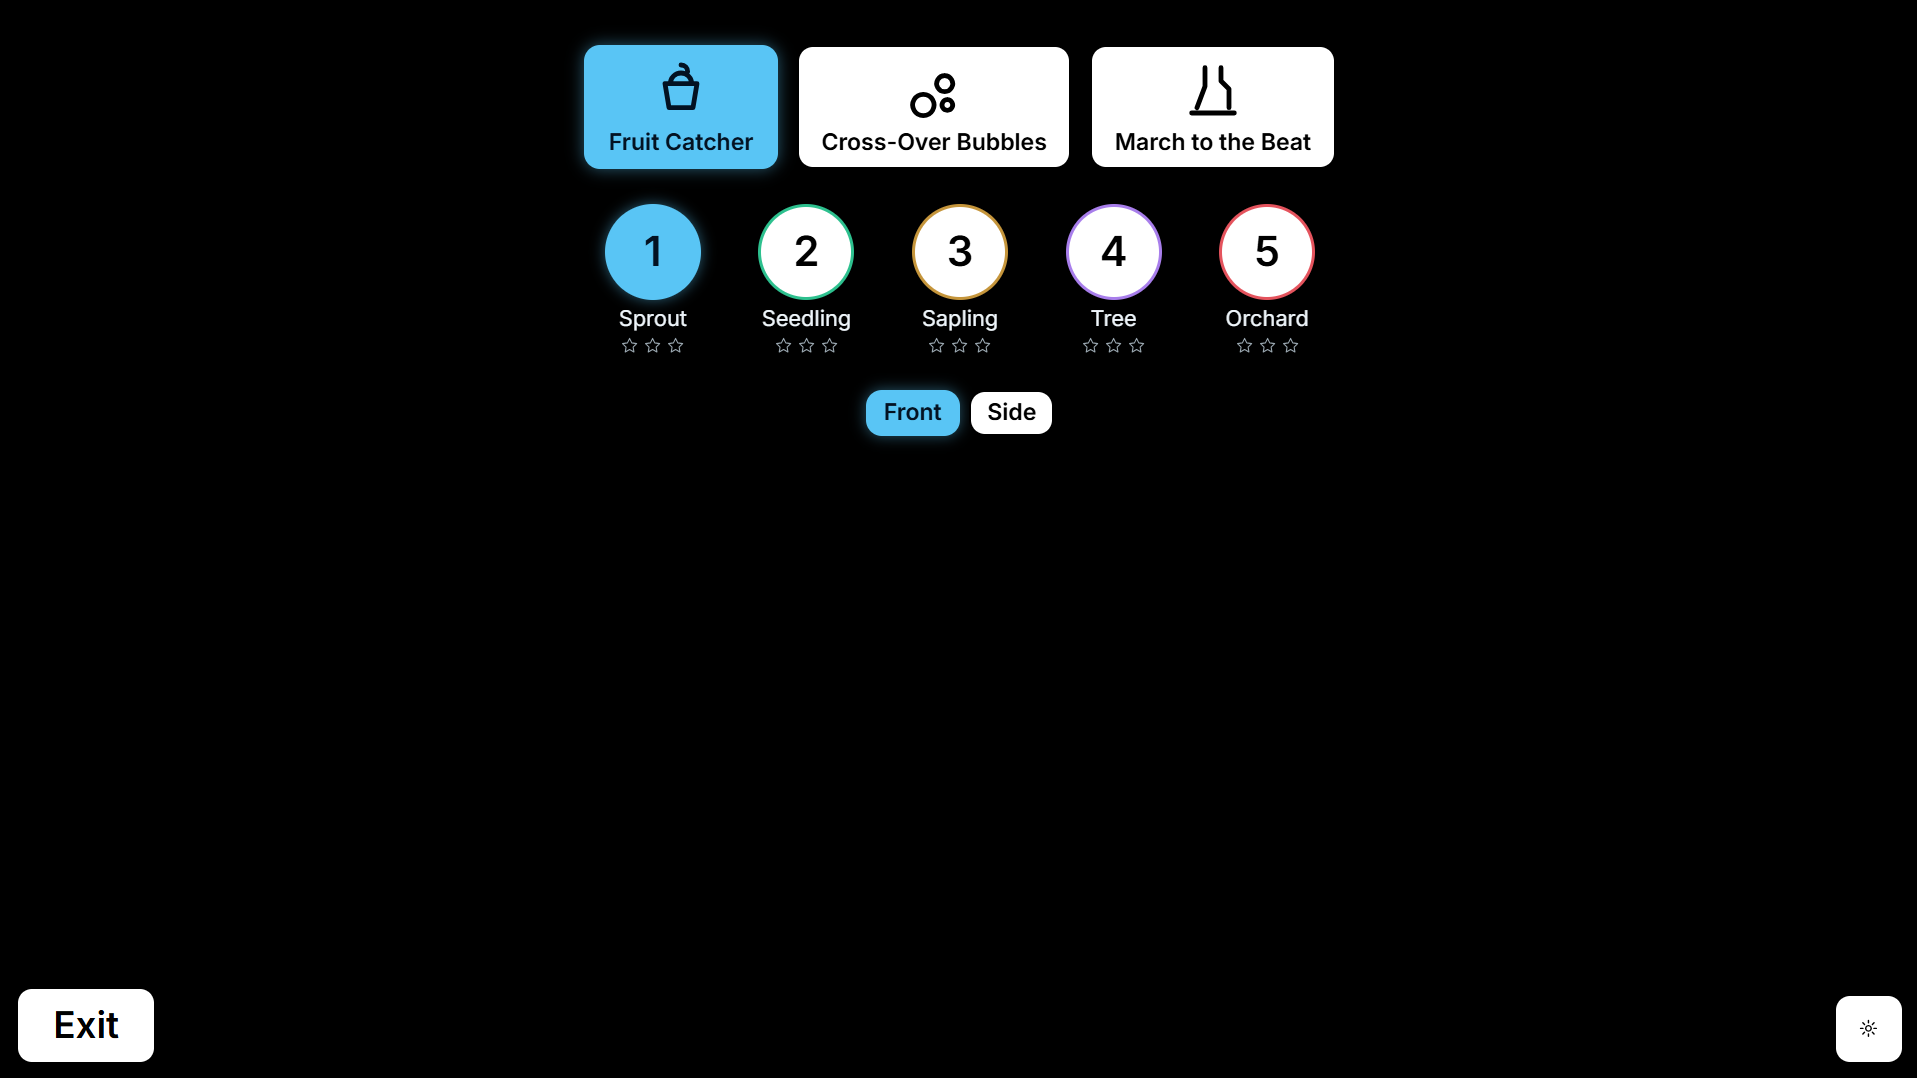 Fruit Catcher
Cross-Over Bubbles
March to the Beat
1
2
3
4
5
Sprout
Seedling
Sapling
Tree
Orchard
Front
Side
Exit